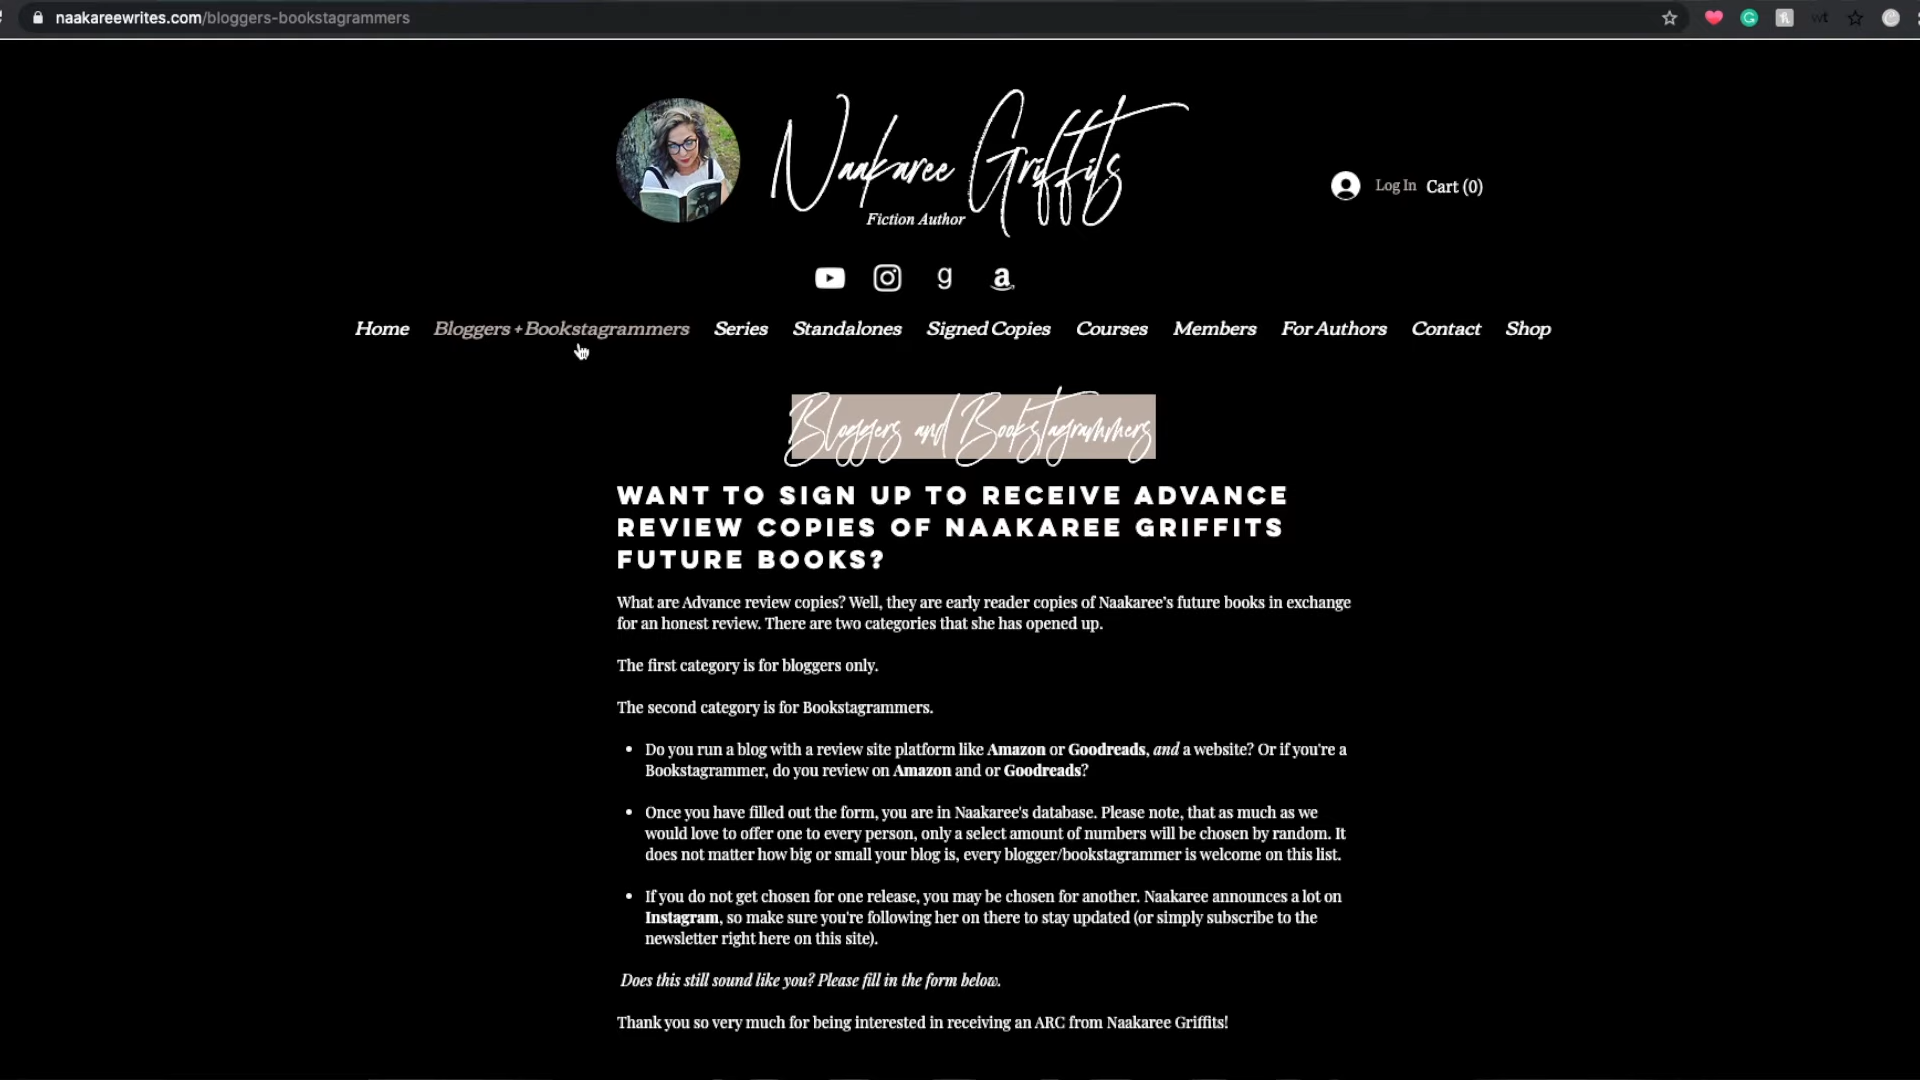 naakareewrites.com/bloggers-bookstagrammers
Naakaree Griffits
Fiction Author
Log In Cart (0)
Home Bloggers + Bookstagrammers Series Standalones Signed Copies Courses Members For Authors Contact Shop
Bloggers and Bookstagrammers
WANT TO SIGN UP TO RECEIVE ADVANCE
REVIEW COPIES OF NAAKAREE GRIFFITS
FUTURE BOOKS?
What are Advance review copies? Well, they are early reader copies of Naakaree's future books in exchange
for an honest review. There are two categories that she has opened up.
The first category is for bloggers only.
The second category is for Bookstagrammers.
• Do you run a blog with a review site platform like Amazon or Goodreads, and a website? Or if you're a
Bookstagrammer, do you review on Amazon and or Goodreads?
• Once you have filled out the form, you are in Naakaree's database. Please note, that as much as we
would love to offer one to every person, only a select amount of numbers will be chosen by random. It
does not matter how big or small your blog is, every blogger/bookstagrammer is welcome on this list.
• If you do not get chosen for one release, you may be chosen for another. Naakaree announces a lot on
Instagram, so make sure you're following her on there to stay updated (or simply subscribe to the
newsletter right here on this site).
Does this still sound like you? Please fill in the form below.
Thank you so very much for being interested in receiving an ARC from Naakaree Griffits!